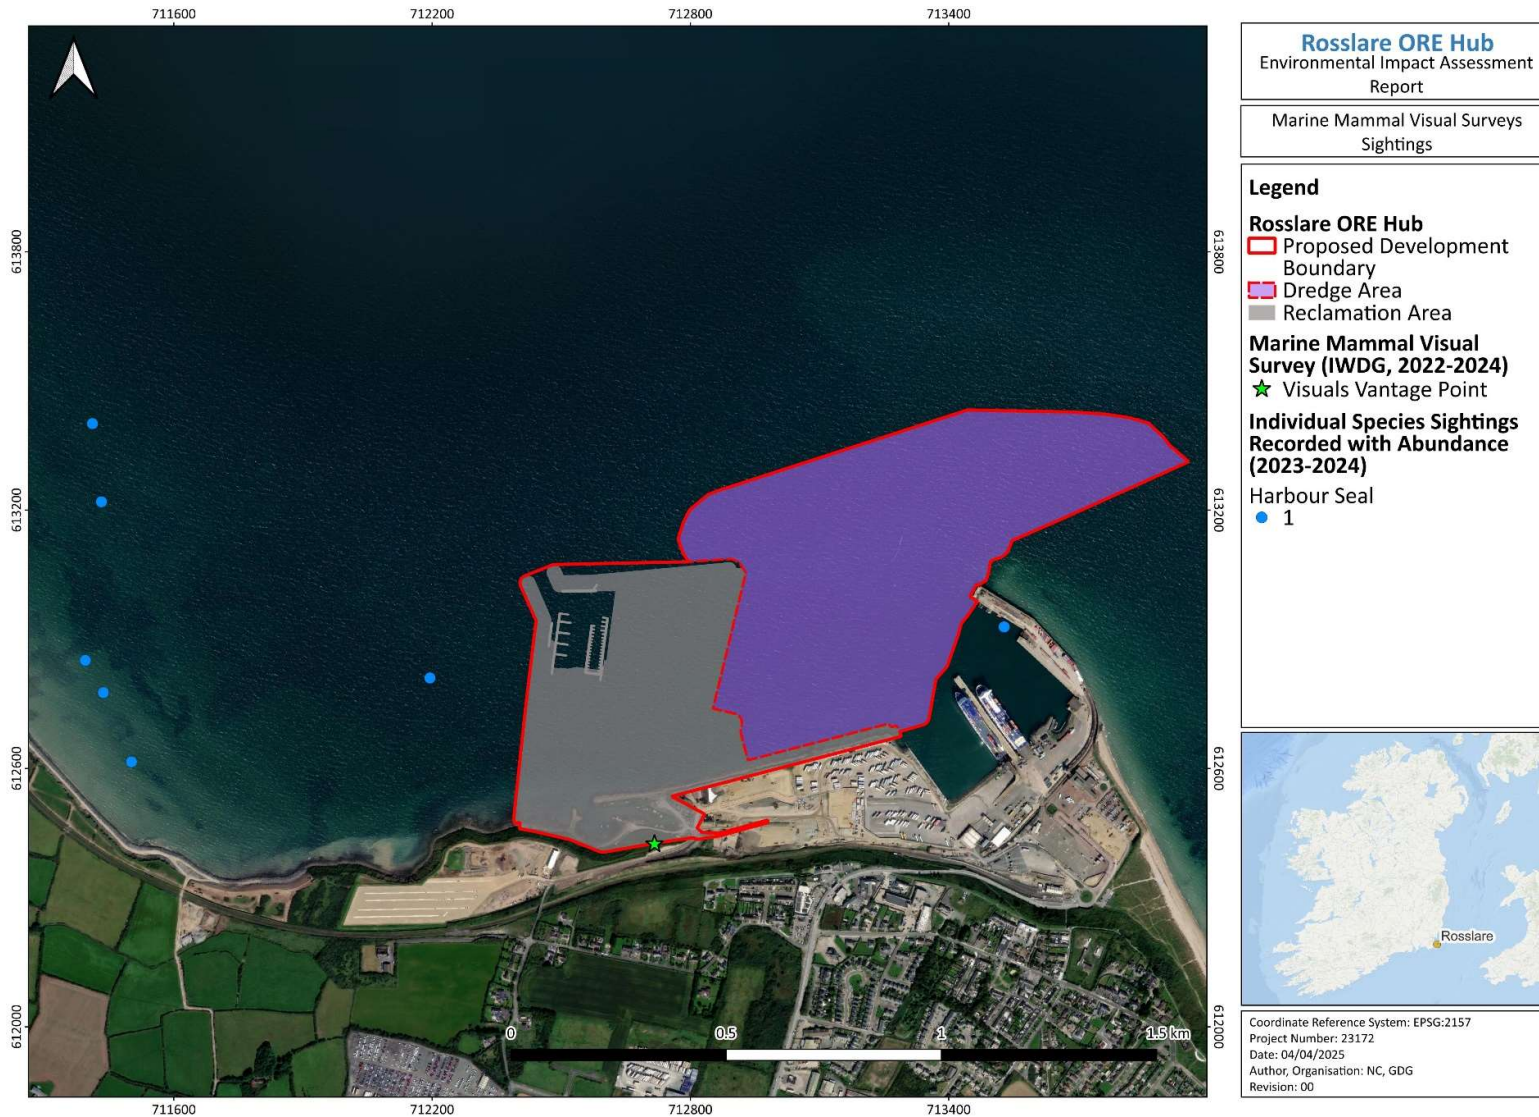 711600
712200
712800
713400
613800
613800
613200
613200
612600
612600
612000
612000
0
0.5
1
1.5 km
711600
712200
712800
713400
Rosslare ORE Hub
Environmental Impact Assessment
Report
Marine Mammal Visual Surveys
Sightings
Legend
Rosslare ORE Hub
Proposed Development
Boundary
Dredge Area
Reclamation Area
Marine Mammal Visual
Survey (IWDG, 2022-2024)
Visuals Vantage Point
Individual Species Sightings
Recorded with Abundance
(2023-2024)
Harbour Seal
1
Rosslare
Coordinate Reference System: EPSG:2157
Project Number: 23172
Date: 04/04/2025
Author, Organisation: NC, GDG
Revision: 00